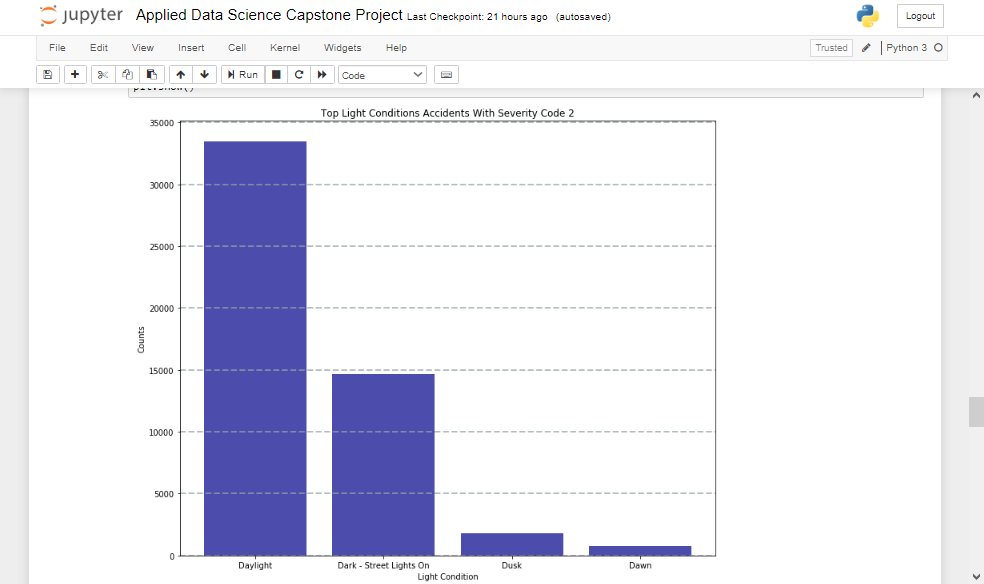 jupyter Applied Data Science Capstone Project Last Checkpoint: 21 hours ago (autosaved) Logout
File Edit View Insert Cell Kernel Widgets Help Trusted Python 3
Run Code
Top Light Conditions Accidents With Severity Code 2
35000
30000
25000
20000
15000
10000
5000
0
Counts
Daylight Dark - Street Lights On Dusk Dawn
Light Condition